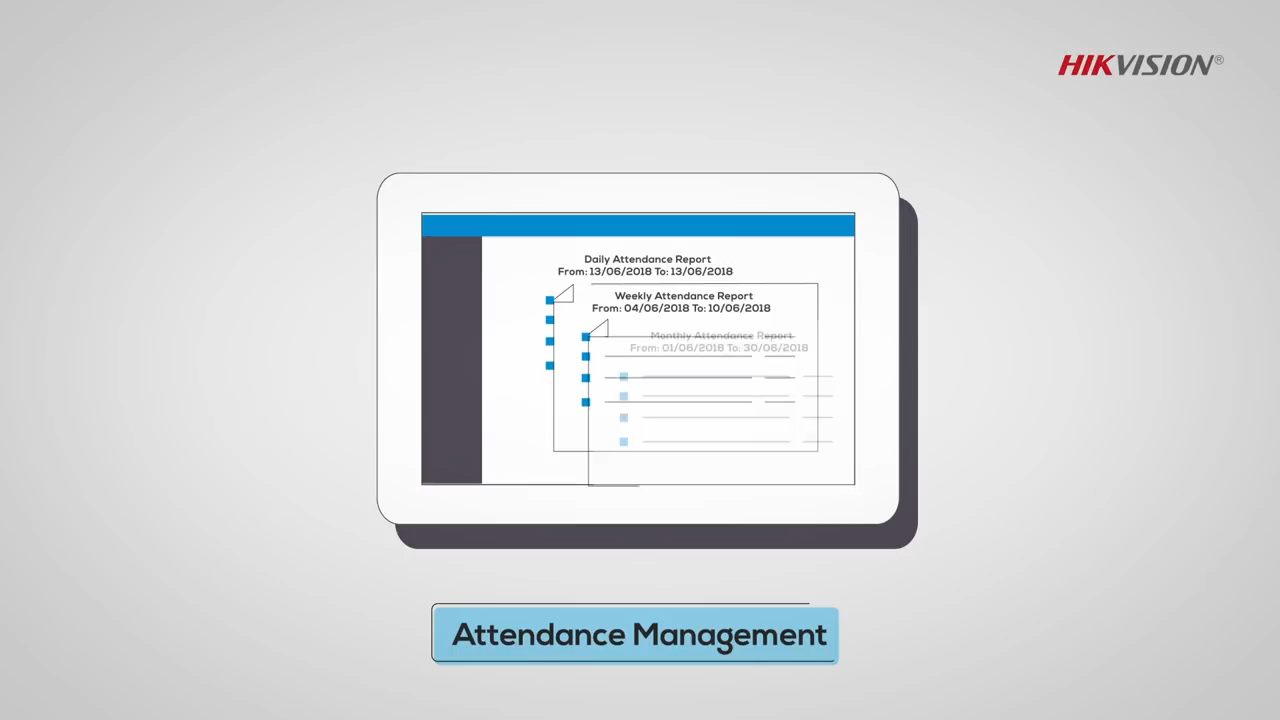 HIKVISION®
Daily Attendance Report
From: 13/06/2018 To: 13/06/2018
Weekly Attendance Report
From: 04/06/2018 To: 10/06/2018
Monthly Attendance Report
From: 01/06/2018 To: 30/06/2018
Attendance Management